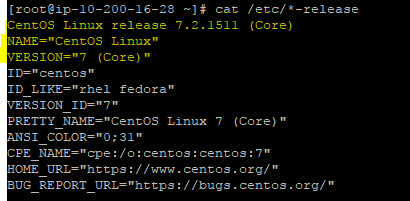 [root@ip-10-200-16-28 ~]# cat /etc/*-release
CentOS Linux release 7.2.1511 (Core)
NAME="CentOS Linux"
VERSION="7 (Core)"
ID="centos"
ID_LIKE="rhel fedora"
VERSION_ID="7"
PRETTY_NAME="CentOS Linux 7 (Core)"
ANSI_COLOR="0;31"
CPE_NAME="cpe:/o:centos:centos:7"
HOME_URL="https://www.centos.org/"
BUG_REPORT_URL="https://bugs.centos.org/"